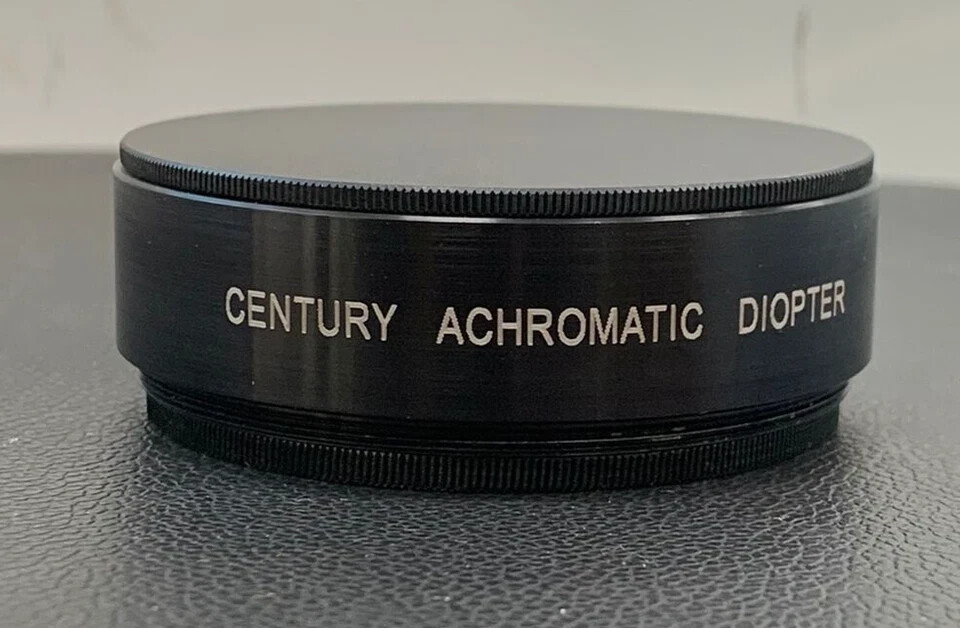 CENTURY ACHROMATIC DIOPTER